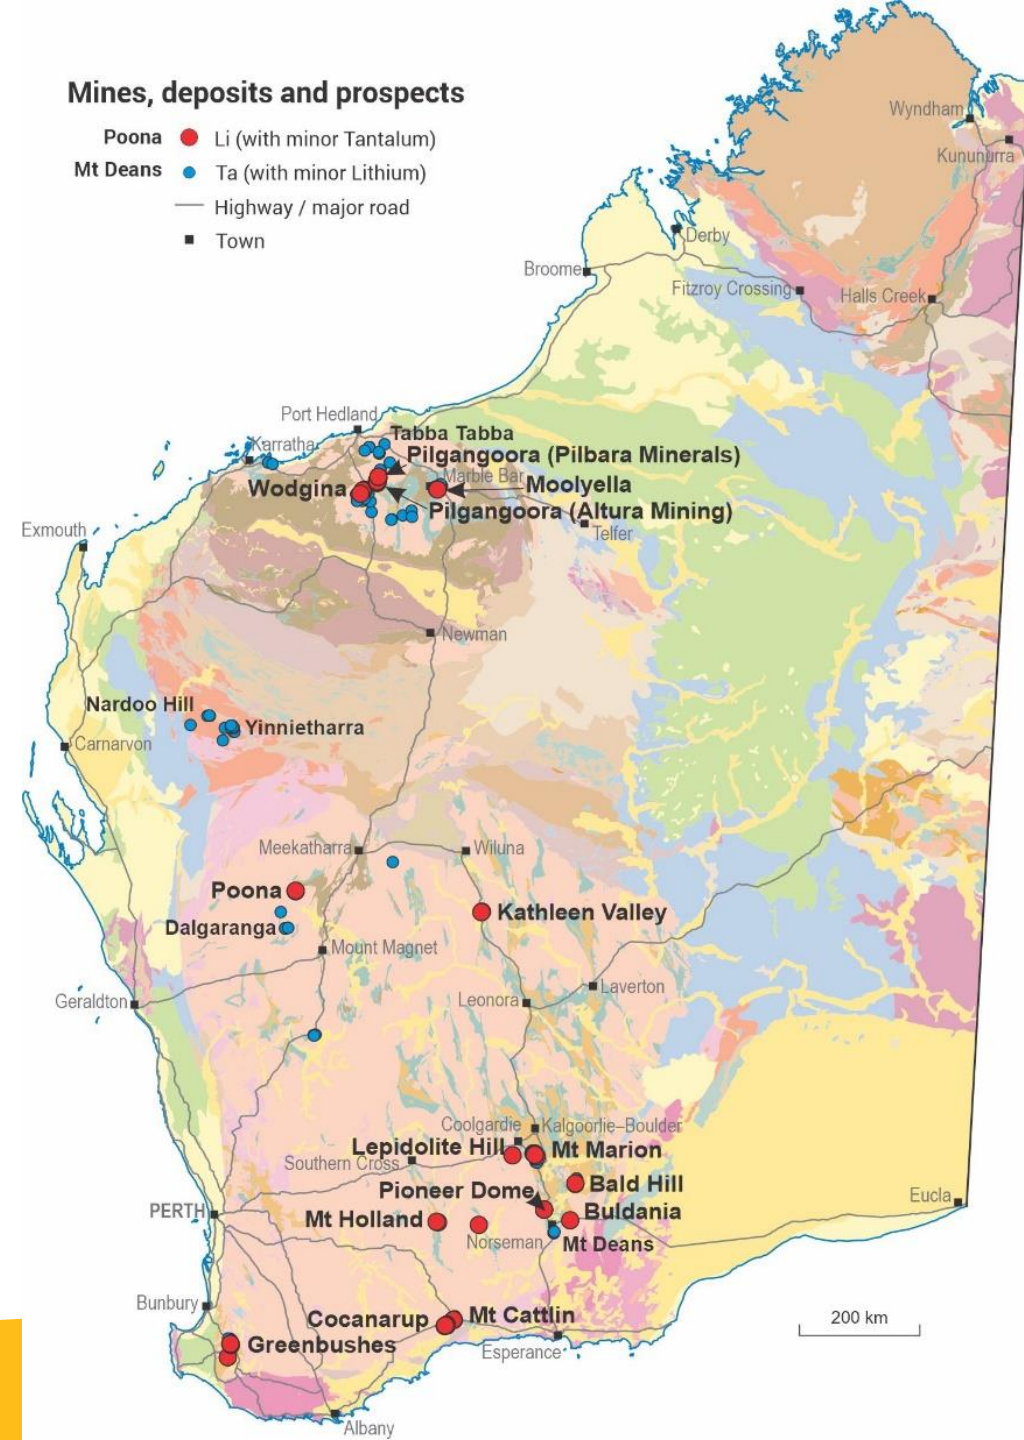 Mines, deposits and prospects
Poona Li (with minor Tantalum)
Mt Deans Ta (with minor Lithium)
Highway / major road
Town
Wyndham
Kununurra
Derby
Broome
Fitzroy Crossing
Halls Creek
Port Hedland
Tabba Tabba
Karratha
Pilgangoora (Pilbara Minerals)
Marble Bar
Wodgina
Moolyella
Pilgangoora (Altura Mining)
Exmouth
Telfer
Newman
Nardoo Hill
Yinnietharra
Carnarvon
Meekatharra
Wiluna
Poona
Kathleen Valley
Dalgaranga
Mount Magnet
Laverton
Geraldton
Leonora
Coolgardie
Kalgoorlie–Boulder
Lepidolite Hill
Mt Marion
Southern Cross
Bald Hill
Pioneer Dome
Eucla
PERTH
Buldania
Mt Holland
Norseman
Mt Deans
Bunbury
Cocanarup
Mt Cattlin
200 km
Greenbushes
Esperance
Albany